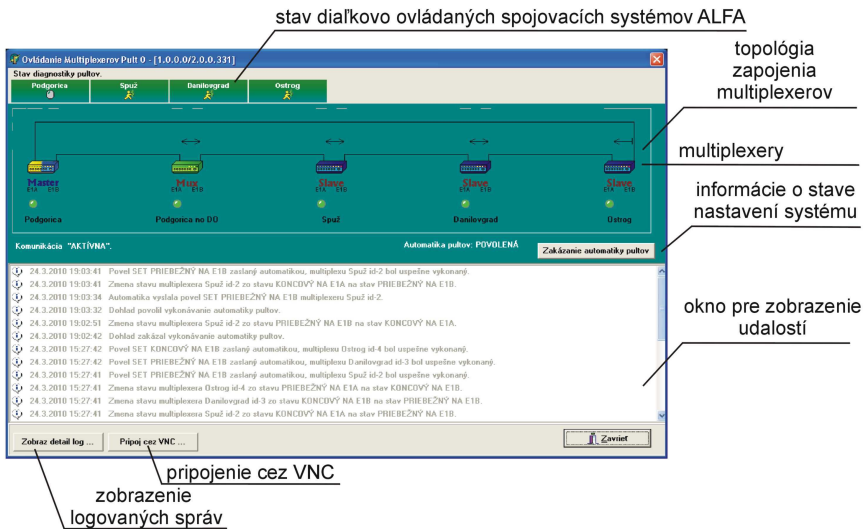 stav diaľkovo ovládaných spojovacích systémov ALFA
Ovládanie Multiplexerov Pult 0 - [1.0.0.0/2.0.0.331]
Stav diagnostiky pultov.
Podgorica
Spuž
Danilovgrad
Ostrog
topológia
zapojenia
multiplexerov
multiplexery
Master
E1A E1B
Mux
E1A E1B
Slave
E1A E1B
Slave
E1A E1B
Slave
E1A E1B
Podgorica
Podgorica no DO
Spuž
Danilovgrad
Ostrog
informácie o stave
nastavení systému
Komunikácia "AKTÍVNA".
Automatika pultov: POVOLENÁ
Zakázanie automatiky pultov
24.3.2010 19:03:41 Povel SET PRIEBEŽNÝ NA E1B zaslaný automatikou, multiplexu Spuž id-2 bol uspešne vykonaný.
24.3.2010 19:03:41 Zmena stavu multiplexera Spuž id-2 zo stavu KONCOVÝ NA E1A na stav PRIEBEŽNÝ NA E1B.
24.3.2010 19:03:34 Automatika vyslala povel SET PRIEBEŽNÝ NA E1B multiplexeru Spuž id-2.
24.3.2010 19:03:32 Dohlad povolil vykonávanie automatiky pultov.
24.3.2010 19:02:51 Zmena stavu multiplexera Spuž id-2 zo stavu PRIEBEŽNÝ NA E1B na stav KONCOVÝ NA E1A.
24.3.2010 19:02:42 Dohlad zakázal vykonávanie automatiky pultov.
24.3.2010 15:27:42 Povel SET KONCOVÝ NA E1B zaslaný automatikou, multiplexu Ostrog id-4 bol uspešne vykonaný.
24.3.2010 15:27:42 Povel SET PRIEBEŽNÝ NA E1B zaslaný automatikou, multiplexu Danilovgrad id-3 bol uspešne vykonaný.
24.3.2010 15:27:41 Povel SET PRIEBEŽNÝ NA E1B zaslaný automatikou, multiplexu Spuž id-2 bol uspešne vykonaný.
24.3.2010 15:27:41 Zmena stavu multiplexera Ostrog id-4 zo stavu PRIEBEŽNÝ NA E1A na stav KONCOVÝ NA E1B.
24.3.2010 15:27:41 Zmena stavu multiplexera Danilovgrad id-3 zo stavu KONCOVÝ NA E1B na stav PRIEBEŽNÝ NA E1B.
24.3.2010 15:27:41 Zmena stavu multiplexera Spuž id-2 zo stavu KONCOVÝ NA E1A na stav PRIEBEŽNÝ NA E1B.
okno pre zobrazenie
udalostí
Zobraz detail log ...
Pripoj cez VNC ...
Zavrieť
pripojenie cez VNC
zobrazenie
logovaných správ